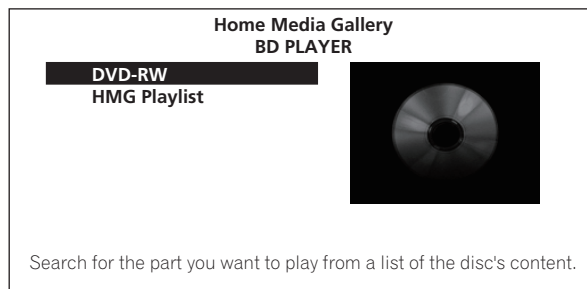 Home Media Gallery
BD PLAYER
DVD-RW
HMG Playlist
Search for the part you want to play from a list of the disc's content.